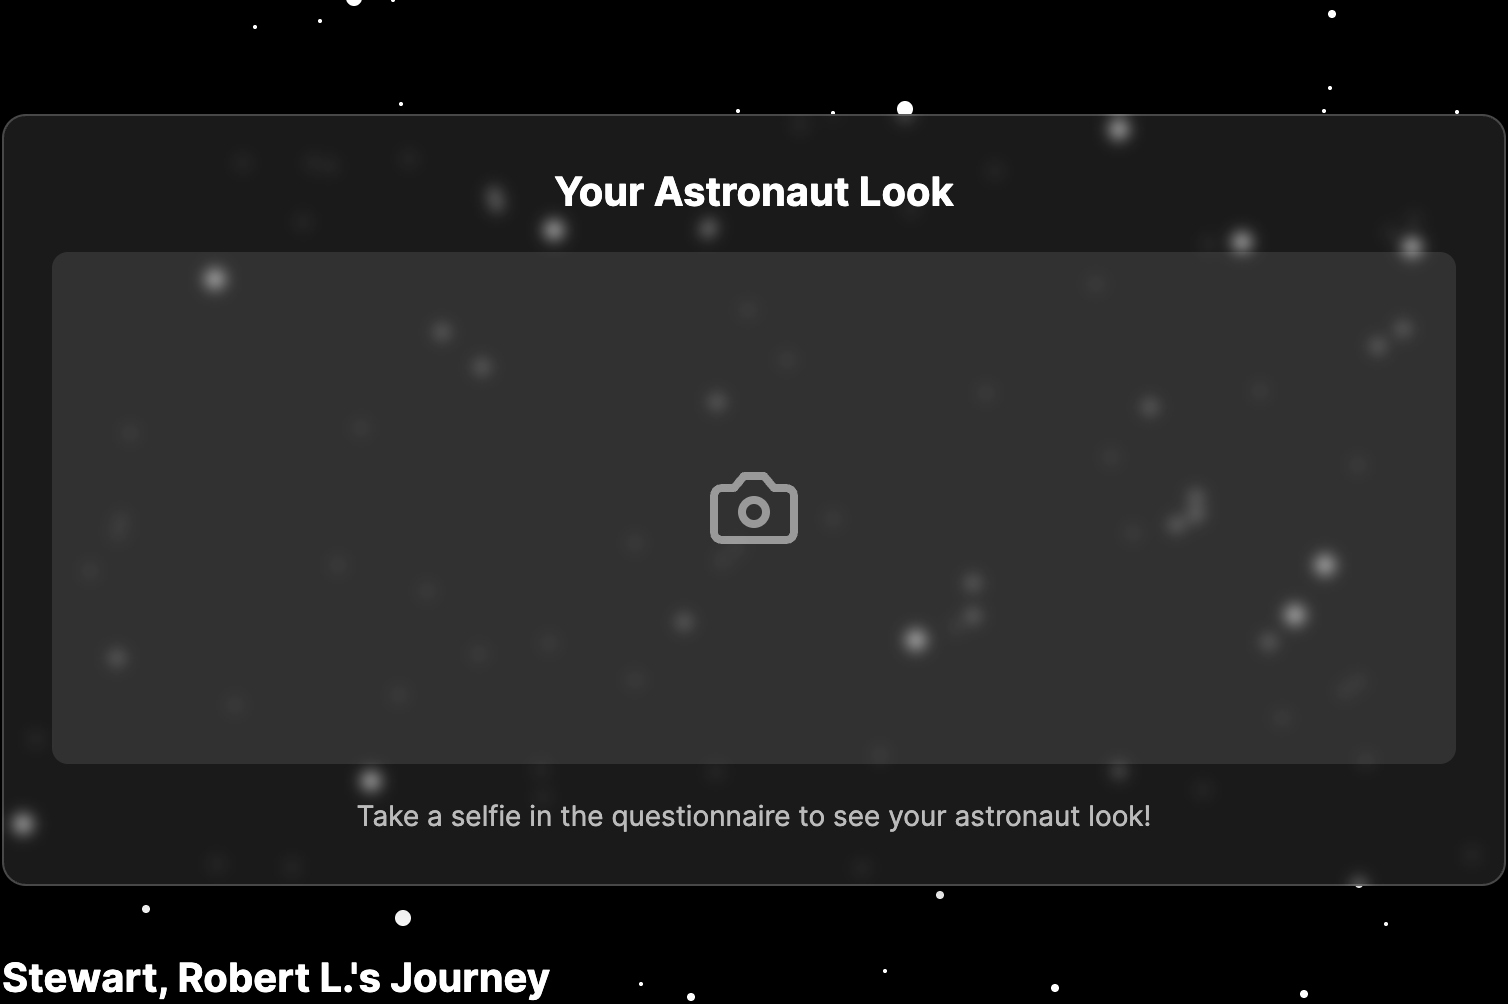 Your Astronaut Look
Take a selfie in the questionnaire to see your astronaut look!
Stewart, Robert L.'s Journey